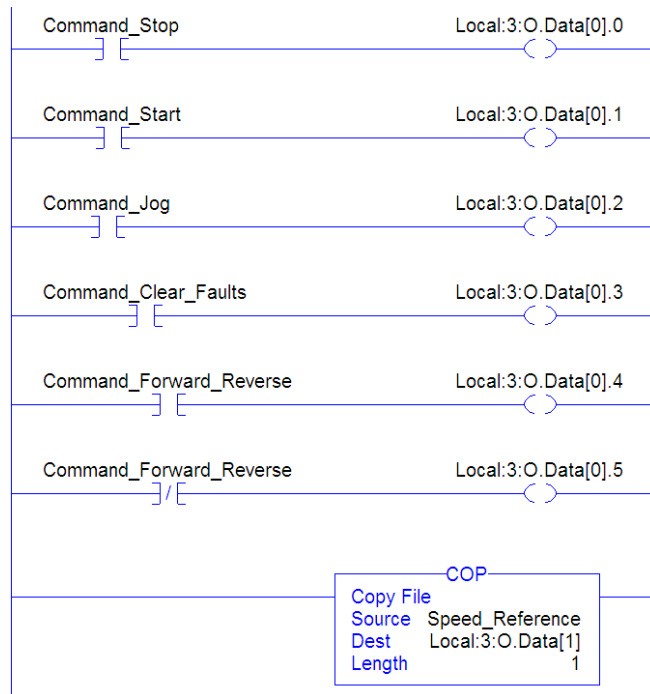 Command_Stop Local:3:O.Data[0].0
Command_Start Local:3:O.Data[0].1
Command_Jog Local:3:O.Data[0].2
Command_Clear_Faults Local:3:O.Data[0].3
Command_Forward_Reverse Local:3:O.Data[0].4
Command_Forward_Reverse Local:3:O.Data[0].5
COP
Copy File
Source Speed_Reference
Dest Local:3:O.Data[1]
Length 1